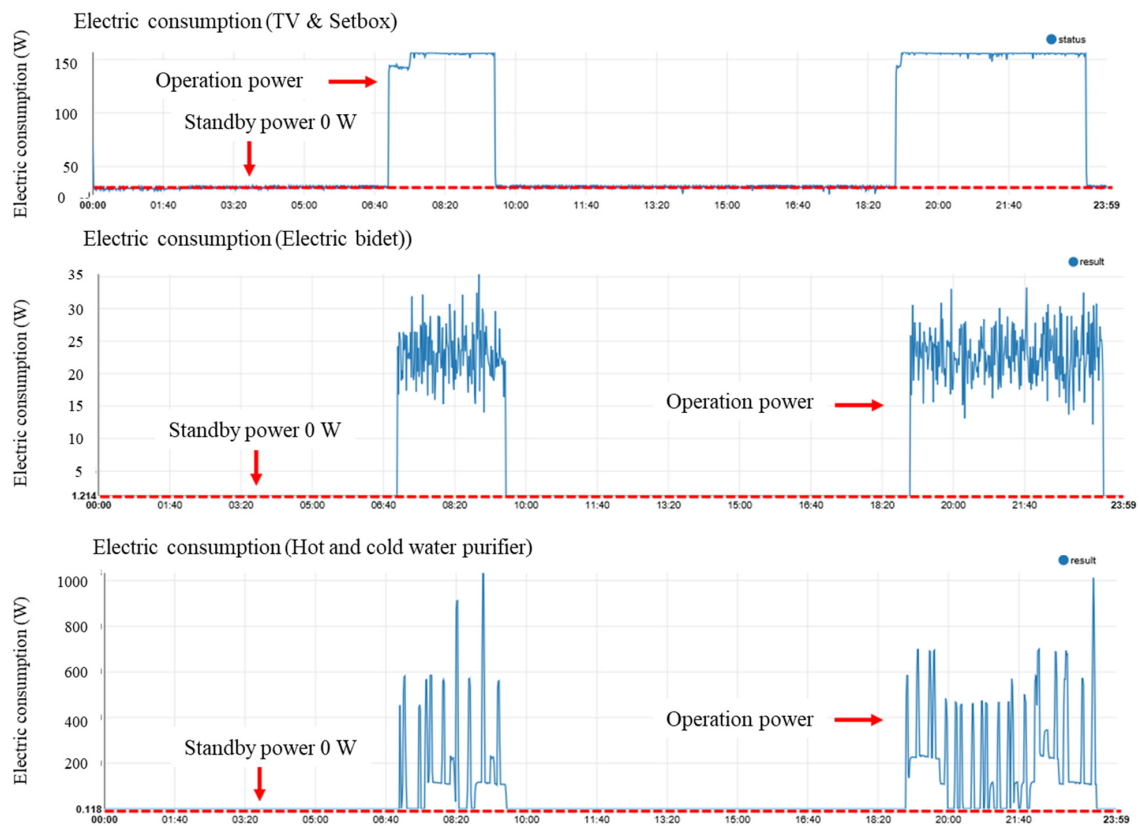 Electric consumption (TV & Setbox)
status
Electric consumption (W)
150
100
50
0
Operation power
Standby power 0 W
00:00 01:40 03:20 05:00 06:40 08:20 10:00 11:40 13:20 15:00 16:40 18:20 20:00 21:40 23:59
Electric consumption (Electric bidet))
result
Electric consumption (W)
35
30
25
20
15
10
5
1.214
Operation power
Standby power 0 W
00:00 01:40 03:20 05:00 06:40 08:20 10:00 11:40 13:20 15:00 16:40 18:20 20:00 21:40 23:59
Electric consumption (Hot and cold water purifier)
result
Electric consumption (W)
1000
800
600
400
200
0.118
Operation power
Standby power 0 W
00:00 01:40 03:20 05:00 06:40 08:20 10:00 11:40 13:20 15:00 16:40 18:20 20:00 21:40 23:59